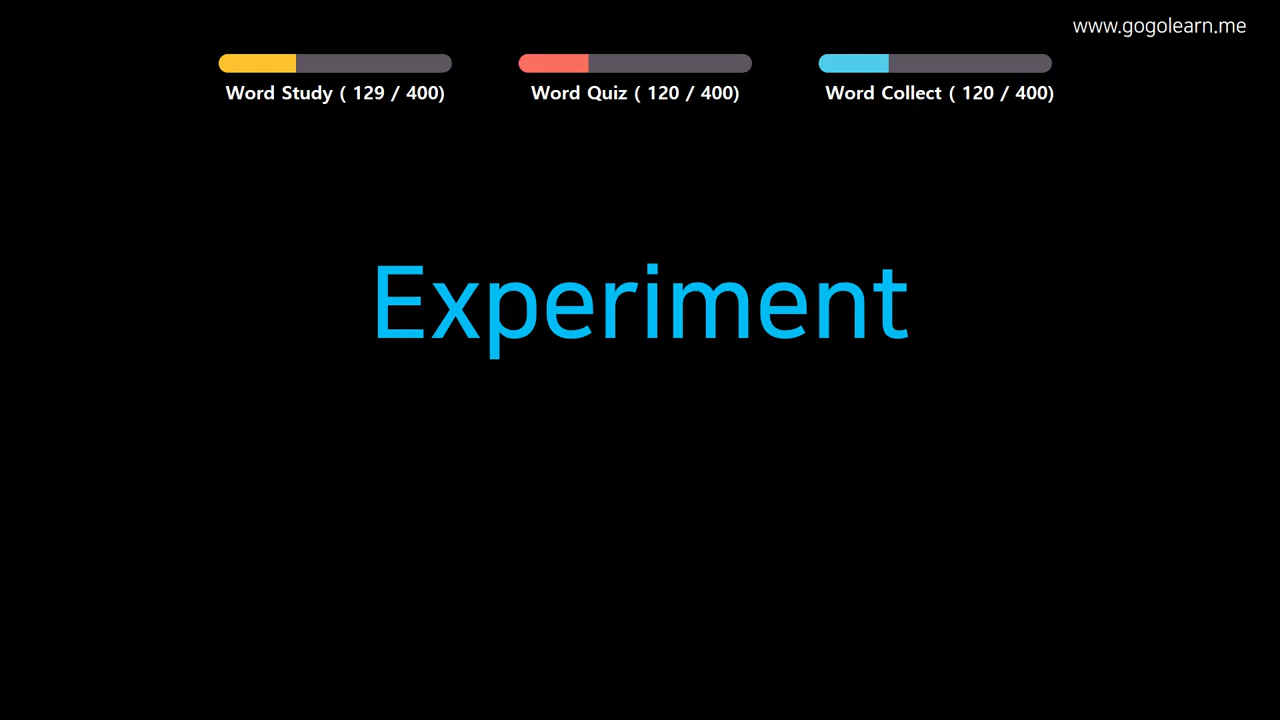 www.gogolearn.me
Word Study ( 129 / 400)
Word Quiz ( 120 / 400)
Word Collect ( 120 / 400)
Experiment